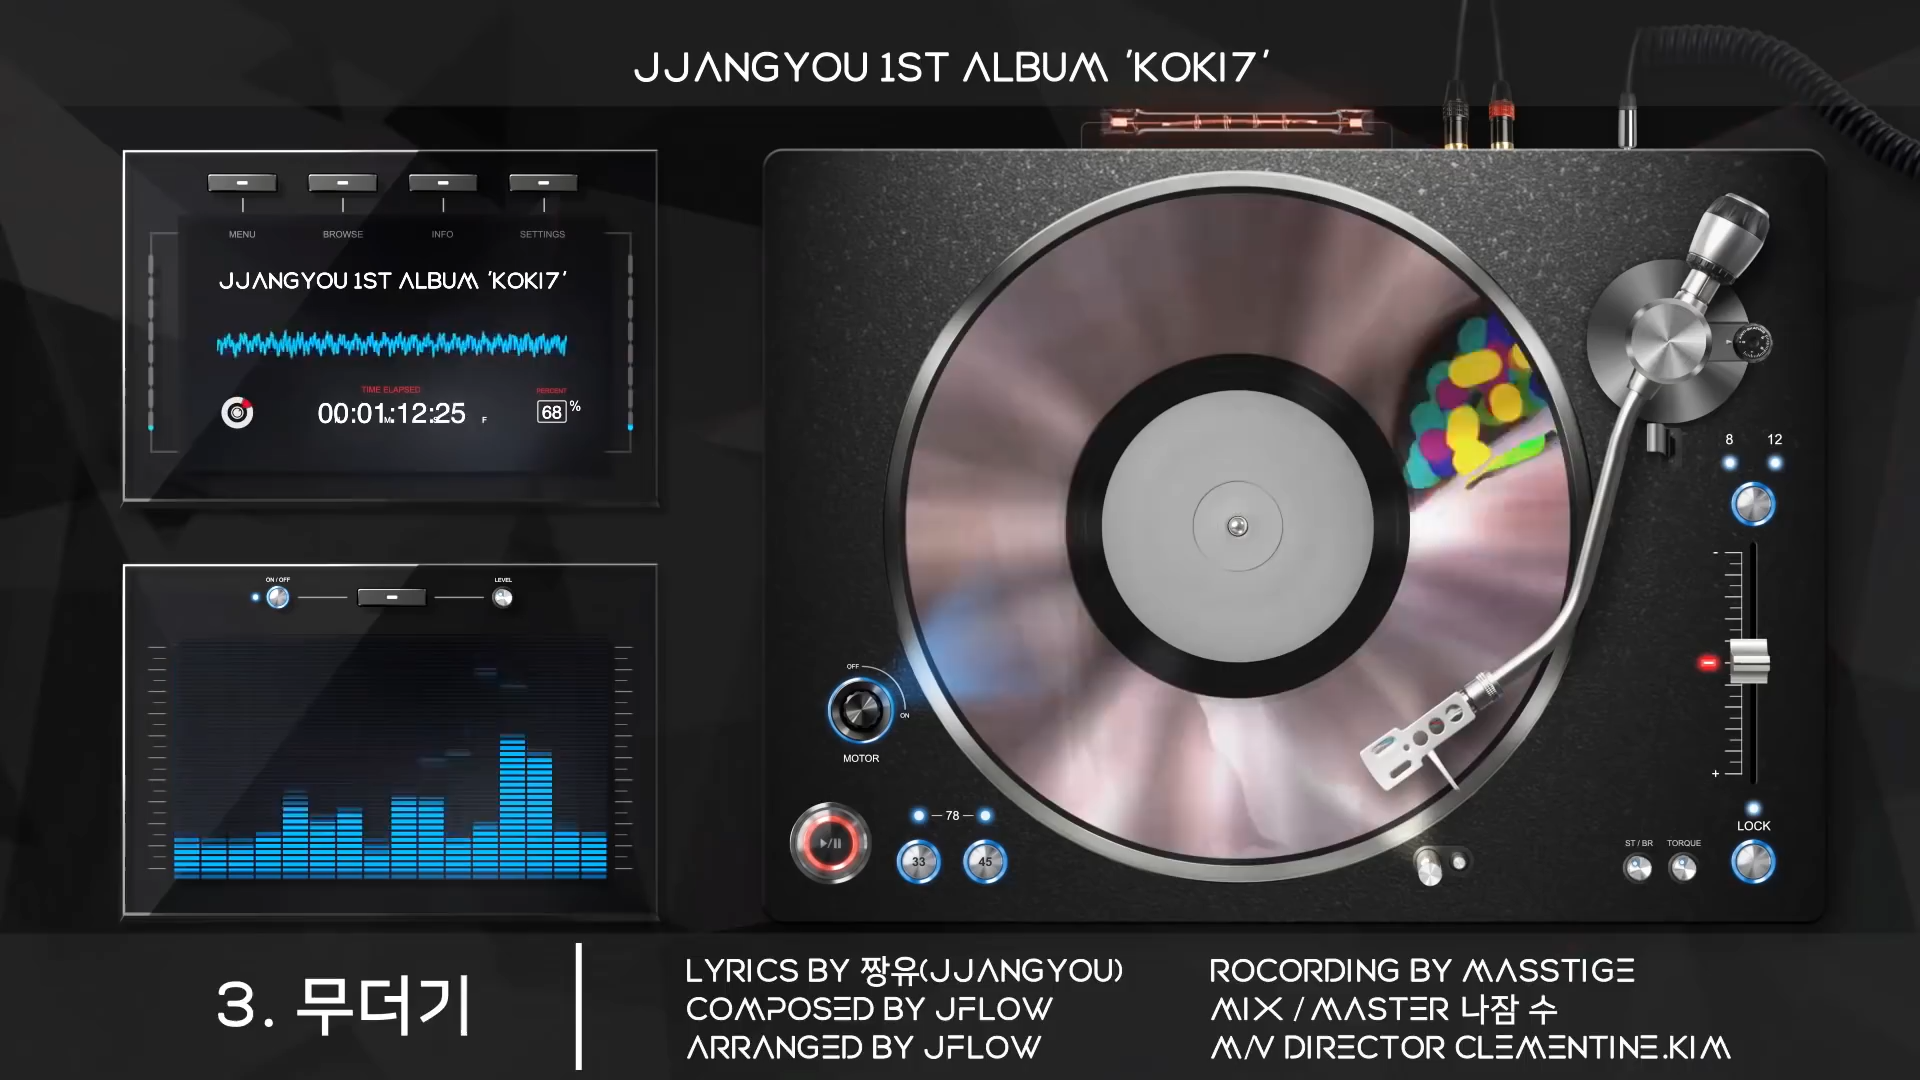 JJANGYOU 1ST ALBUM 'KOKI7'
MENU BROWSE INFO SETTINGS
JJANGYOU 1ST ALBUM 'KOKI7'
TIME ELAPSED PERCENT
00:01:12:25 F 68 %
ON / OFF LEVEL
8 12
OFF
ON
MOTOR
78
33 45
-
+
LOCK
ST / BR TORQUE
3. 무더기
LYRICS BY 짱유(JJANGYOU)
COMPOSED BY JFLOW
ARRANGED BY JFLOW
ROCORDING BY MASSTIGE
MIX / MASTER 나잠 수
M/V DIRECTOR CLEMENTINE.KIM